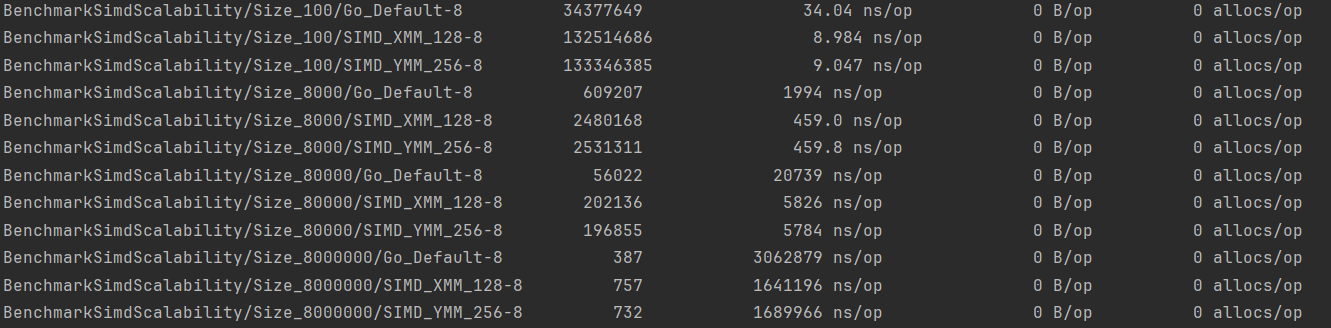 BenchmarkSimdScalability/Size_100/Go_Default-8 34377649 34.04 ns/op 0 B/op 0 allocs/op
BenchmarkSimdScalability/Size_100/SIMD_XMM_128-8 132514686 8.984 ns/op 0 B/op 0 allocs/op
BenchmarkSimdScalability/Size_100/SIMD_YMM_256-8 133346385 9.047 ns/op 0 B/op 0 allocs/op
BenchmarkSimdScalability/Size_8000/Go_Default-8 609207 1994 ns/op 0 B/op 0 allocs/op
BenchmarkSimdScalability/Size_8000/SIMD_XMM_128-8 2480168 459.0 ns/op 0 B/op 0 allocs/op
BenchmarkSimdScalability/Size_8000/SIMD_YMM_256-8 2531311 459.8 ns/op 0 B/op 0 allocs/op
BenchmarkSimdScalability/Size_80000/Go_Default-8 56022 20739 ns/op 0 B/op 0 allocs/op
BenchmarkSimdScalability/Size_80000/SIMD_XMM_128-8 202136 5826 ns/op 0 B/op 0 allocs/op
BenchmarkSimdScalability/Size_80000/SIMD_YMM_256-8 196855 5784 ns/op 0 B/op 0 allocs/op
BenchmarkSimdScalability/Size_8000000/Go_Default-8 387 3062879 ns/op 0 B/op 0 allocs/op
BenchmarkSimdScalability/Size_8000000/SIMD_XMM_128-8 757 1641196 ns/op 0 B/op 0 allocs/op
BenchmarkSimdScalability/Size_8000000/SIMD_YMM_256-8 732 1689966 ns/op 0 B/op 0 allocs/op